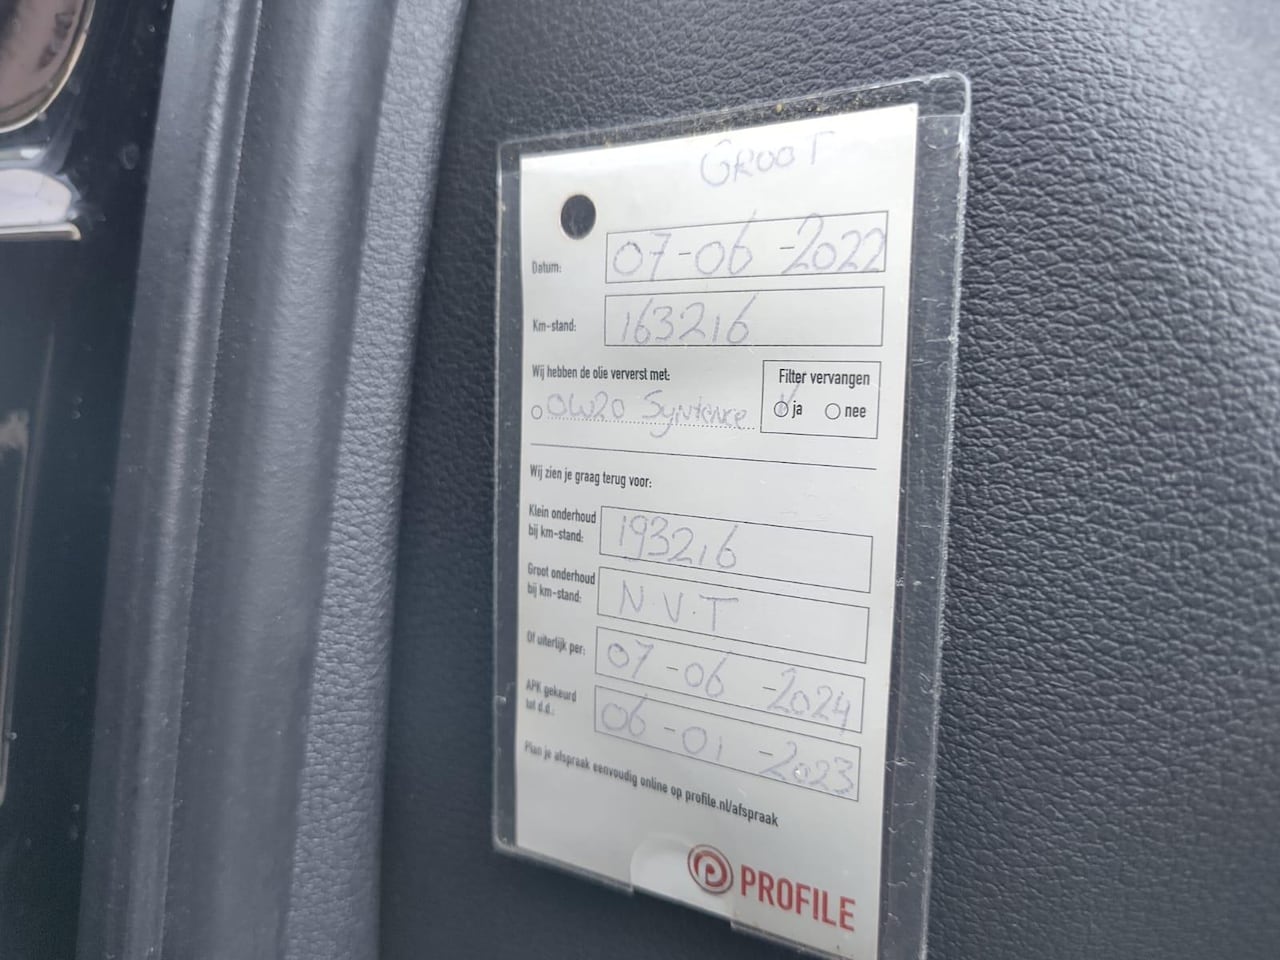 GROOT
Datum: 07-06-2022
Km-stand: 163216
Wij hebben de olie ververst met:
0W20 Syntence
Filter vervangen
ja nee
Wij zien je graag terug voor:
Klein onderhoud
bij km-stand: 193216
Groot onderhoud
bij km-stand: N.V.T
Of uiterlijk per: 07-06-2024
APK gekeurd
tot d.d.: 06-01-2023
Plan je afspraak eenvoudig online op profile.nl/afspraak
PROFILE